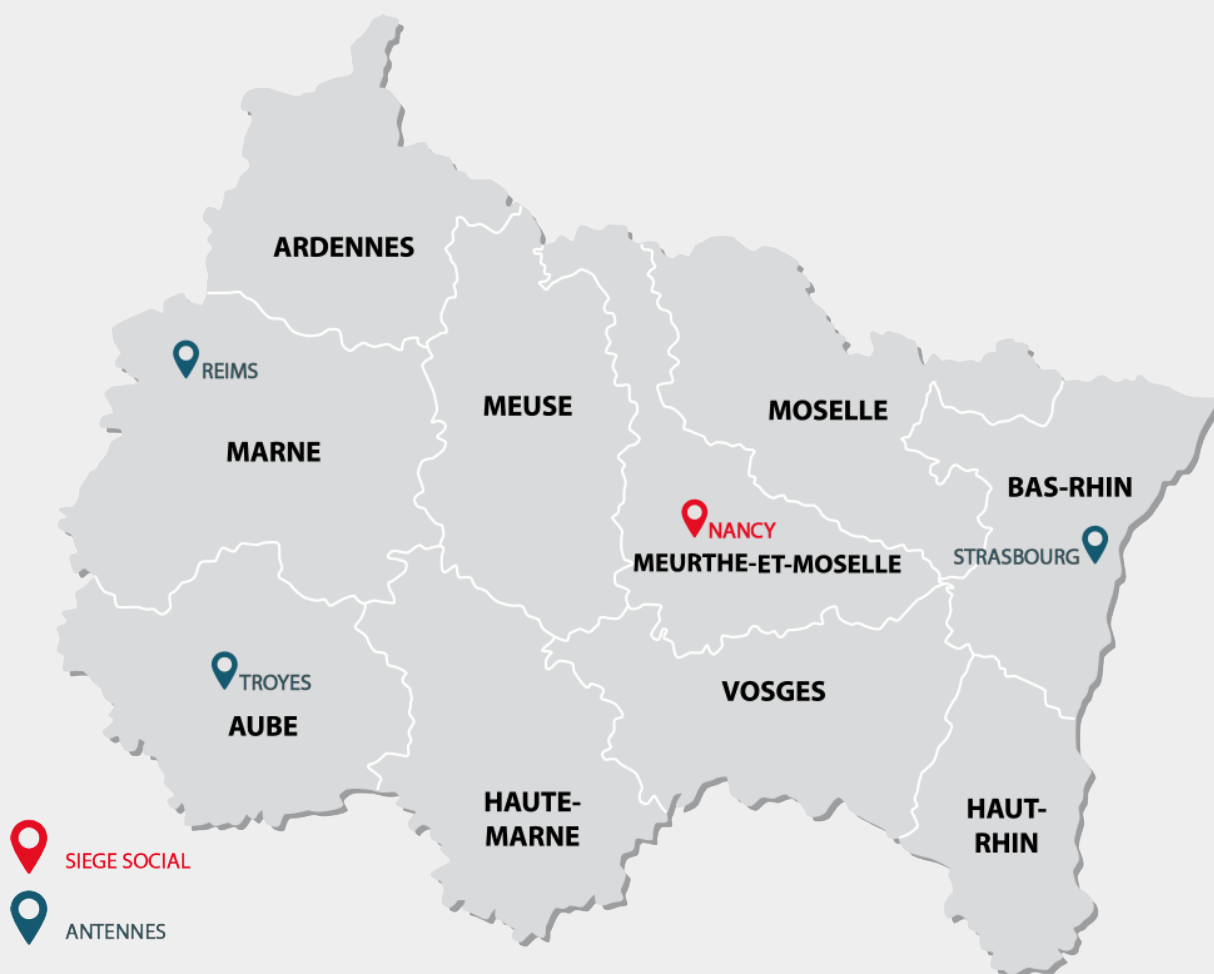 ARDENNES
REIMS
MEUSE
MOSELLE
MARNE
BAS-RHIN
NANCY
STRASBOURG
MEURTHE-ET-MOSELLE
TROYES
VOSGES
AUBE
HAUTE-
MARNE
HAUT-
RHIN
SIEGE SOCIAL
ANTENNES